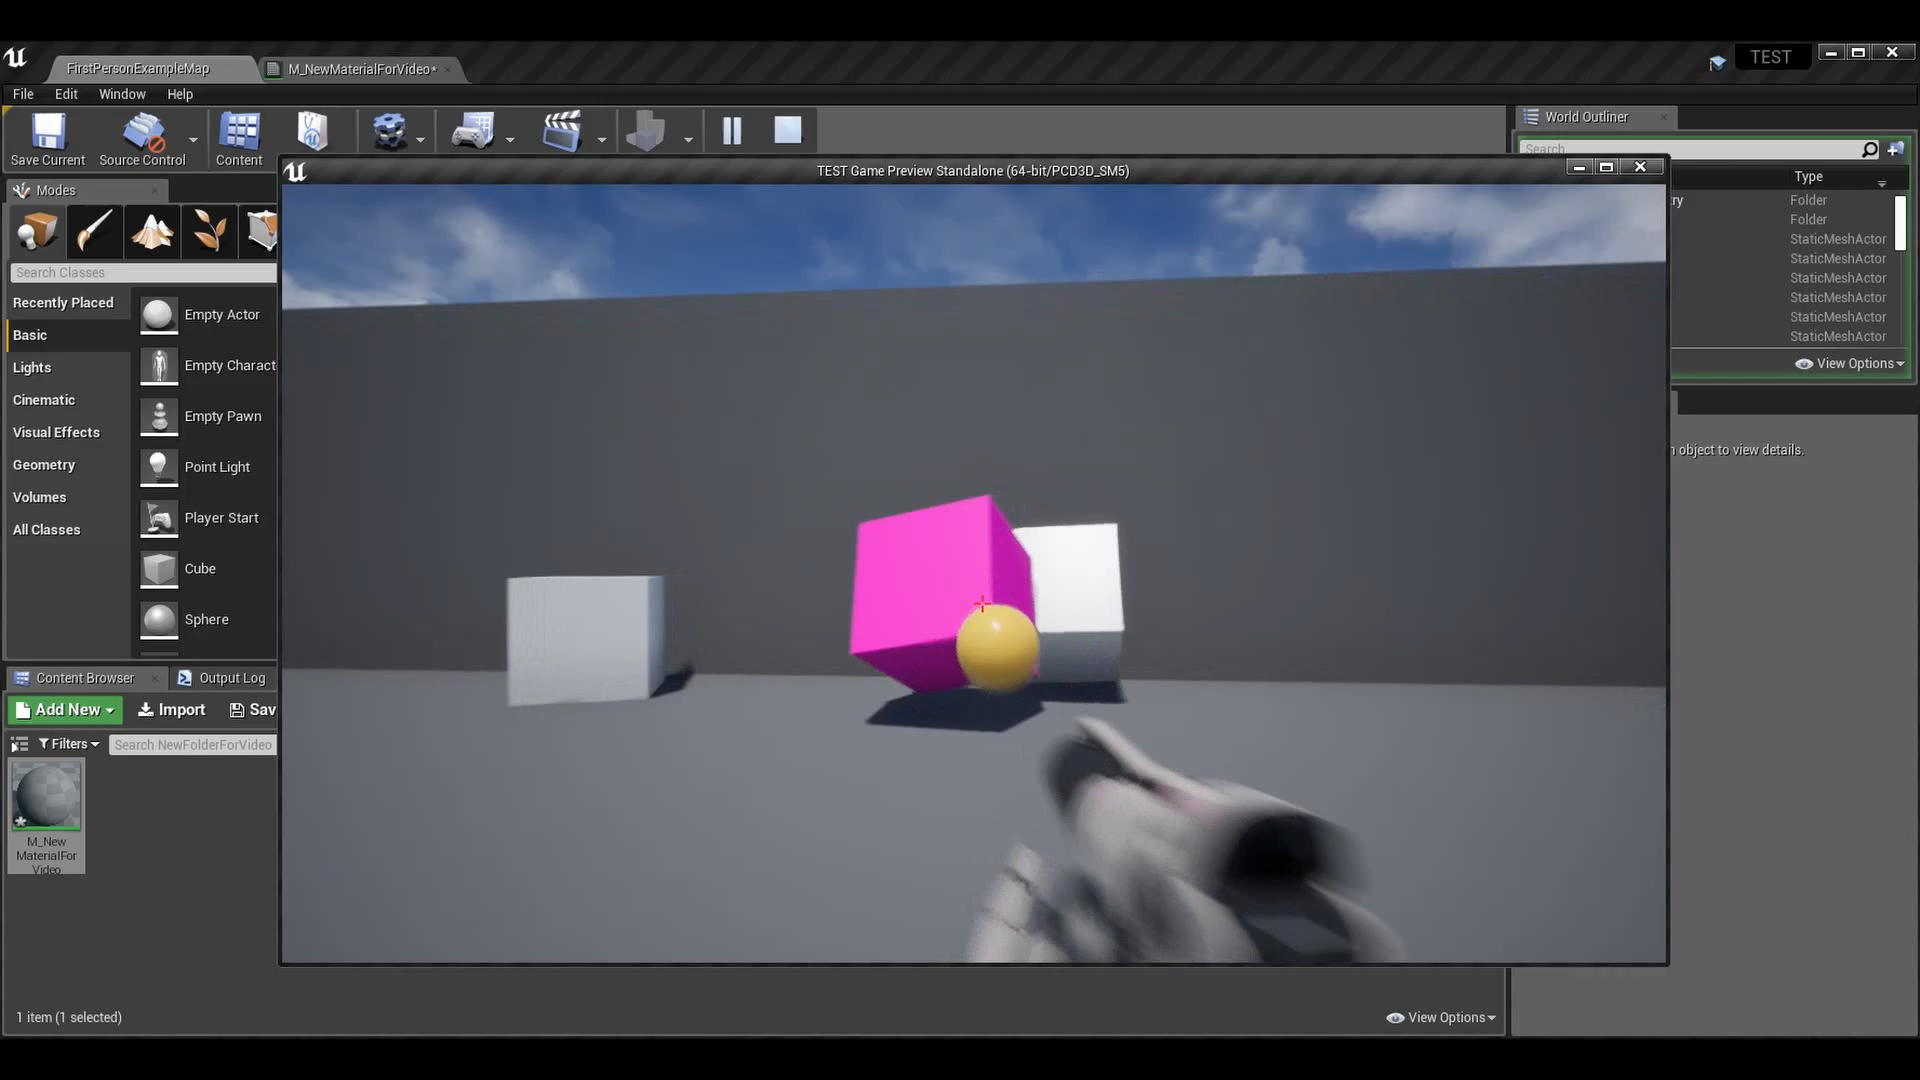 FirstPersonExampleMap
M_NewMaterialForVideo*
TEST
File Edit Window Help
Save Current
Source Control
Content
World Outliner
Search
TEST Game Preview Standalone (64-bit/PCD3D_SM5)
Type
ry Folder
Folder
StaticMeshActor
StaticMeshActor
StaticMeshActor
StaticMeshActor
StaticMeshActor
StaticMeshActor
View Options
object to view details.
Modes
Search Classes
Recently Placed
Basic
Lights
Cinematic
Visual Effects
Geometry
Volumes
All Classes
Empty Actor
Empty Charact
Empty Pawn
Point Light
Player Start
Cube
Sphere
Content Browser
Output Log
Add New
Import
Sav
Filters
Search NewFolderForVideo
M_New
MaterialFor
Video
1 item (1 selected)
View Options